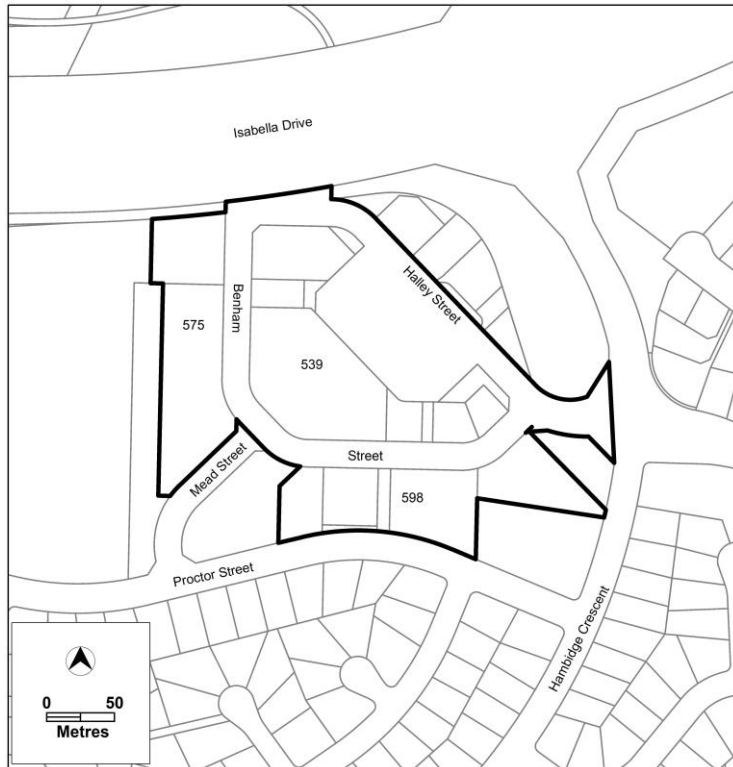 Isabella Drive
Halley Street
Benham
575
539
Street
Mead Street
598
Proctor Street
Hambidge Crescent
0 50
Metres